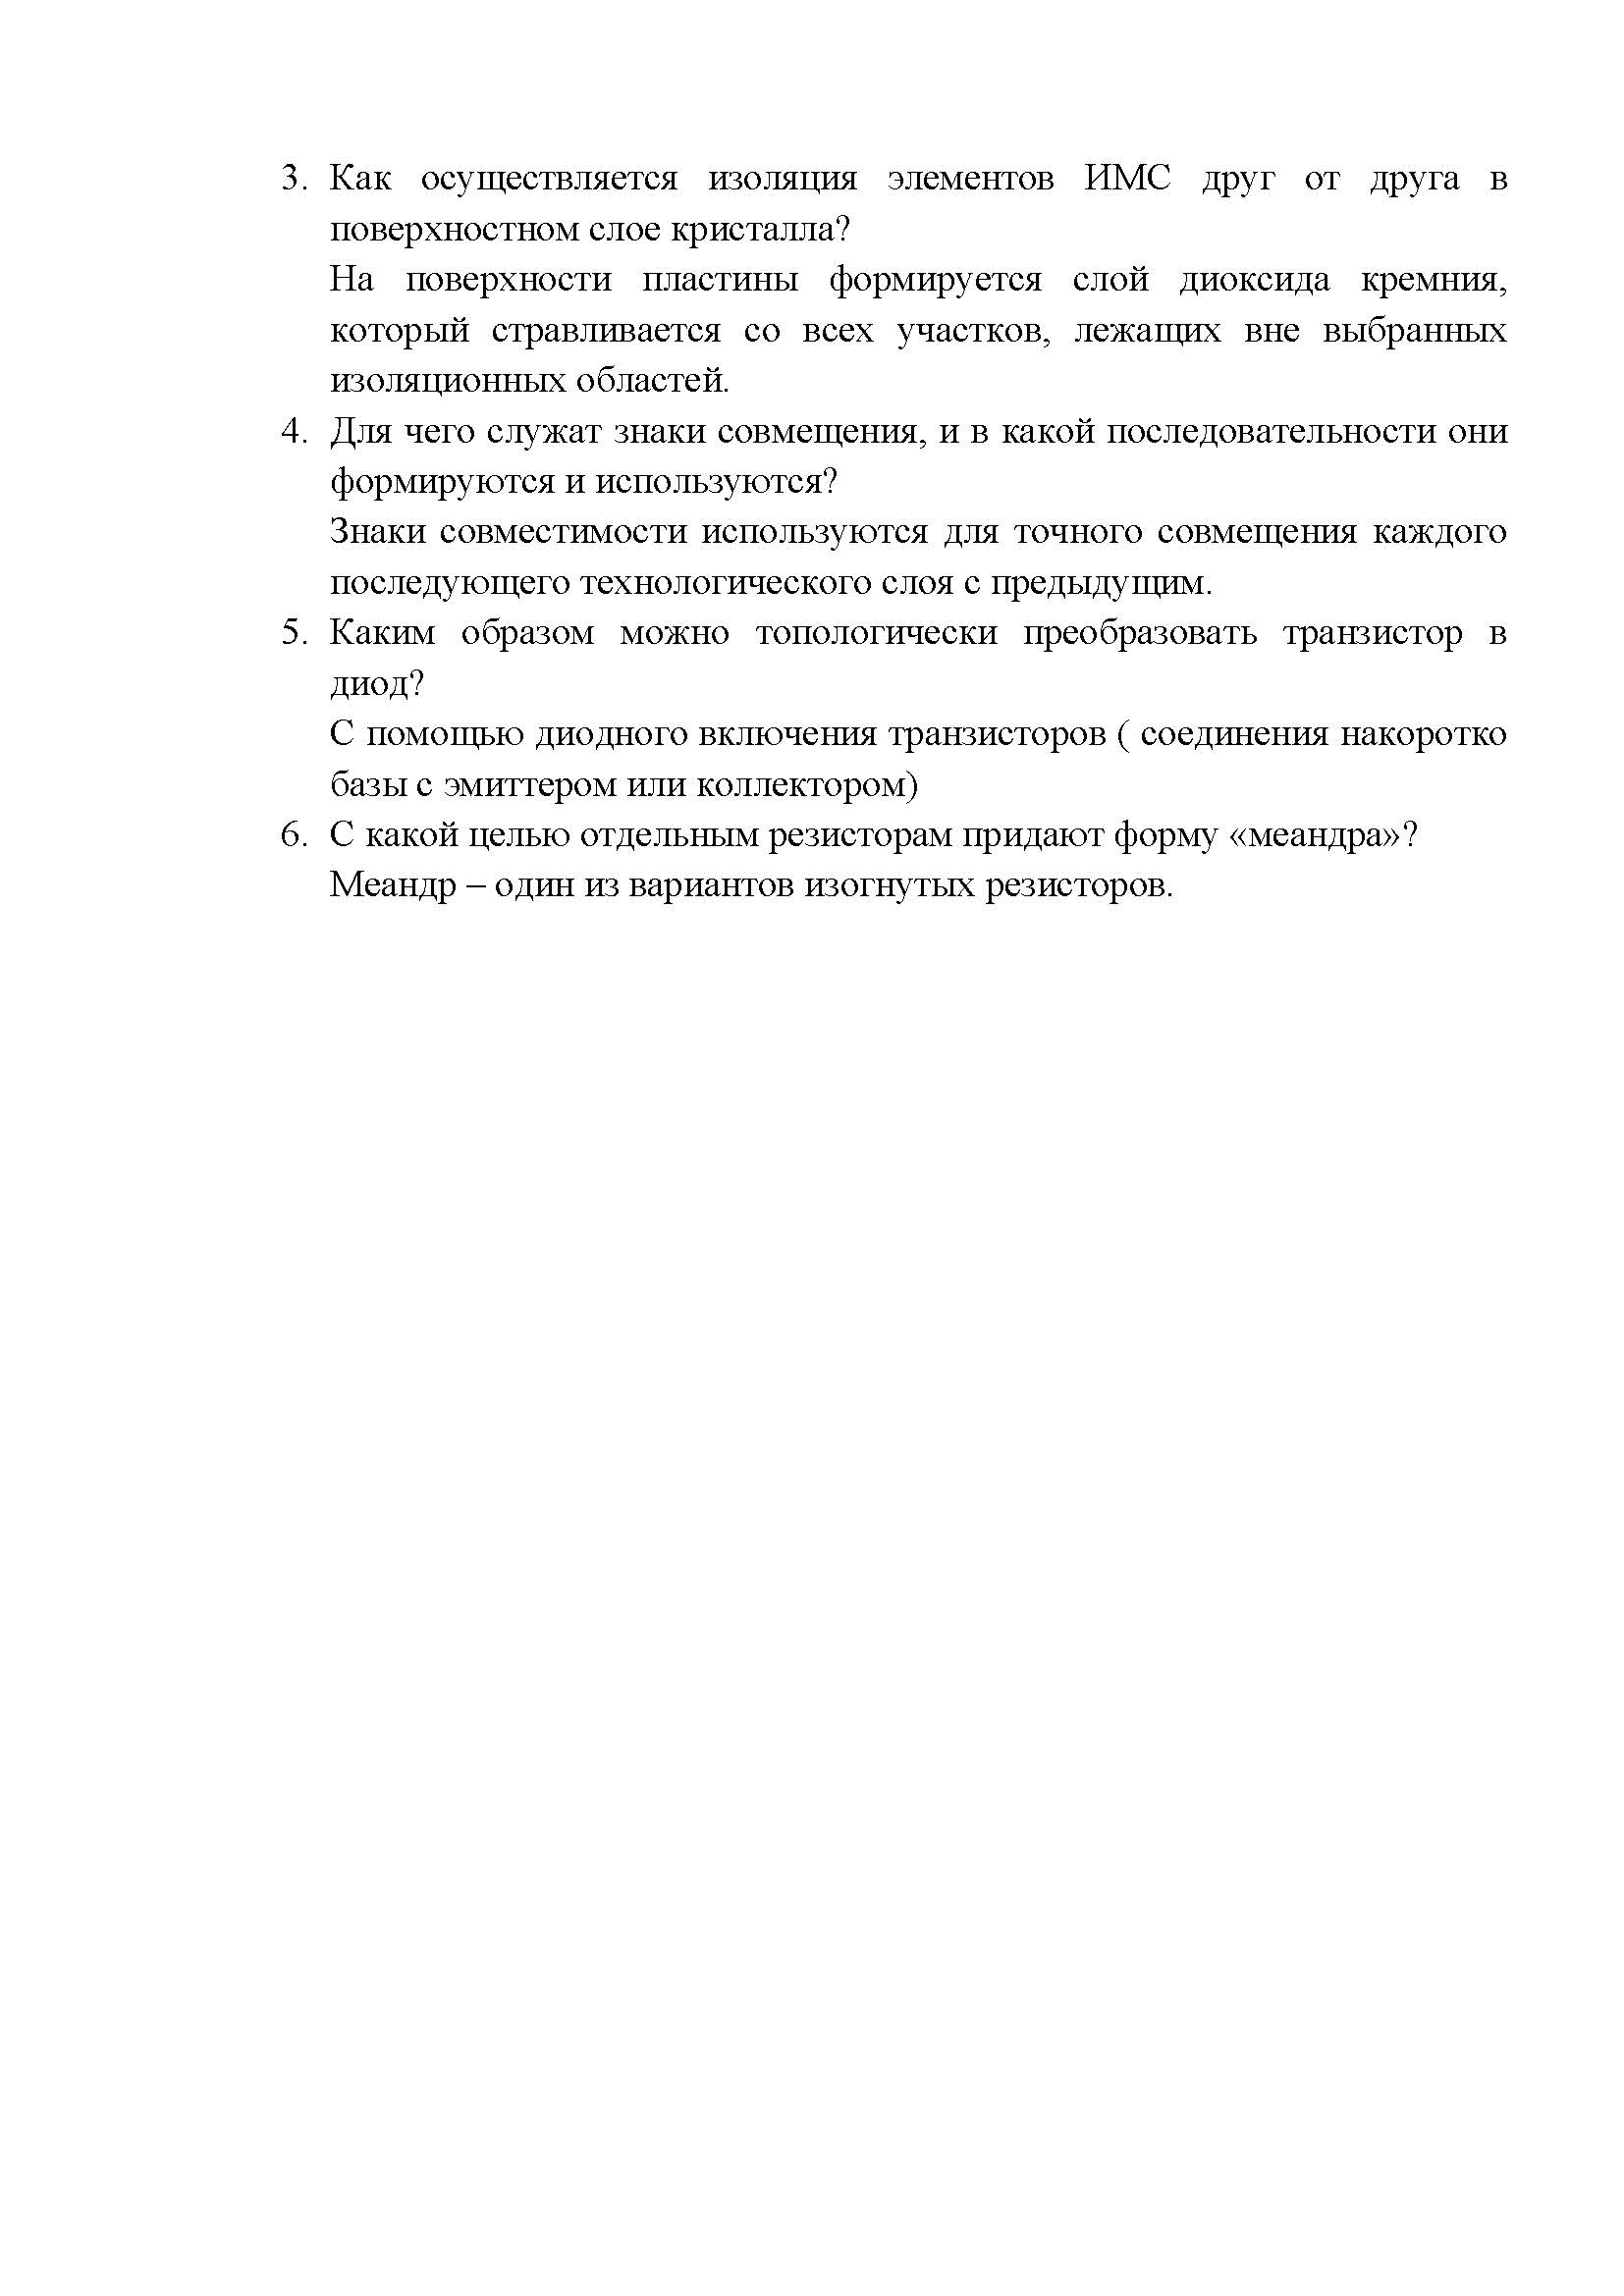 3. Как осуществляется изоляция элементов ИМС друг от друга в
поверхностном слое кристалла?
На поверхности пластины формируется слой диоксида кремния,
который стравливается со всех участков, лежащих вне выбранных
изоляционных областей.
4. Для чего служат знаки совмещения, и в какой последовательности они
формируются и используются?
Знаки совместимости используются для точного совмещения каждого
последующего технологического слоя с предыдущим.
5. Каким образом можно топологически преобразовать транзистор в
диод?
С помощью диодного включения транзисторов ( соединения накоротко
базы с эмиттером или коллектором)
6. С какой целью отдельным резисторам придают форму «меандра»?
Меандр – один из вариантов изогнутых резисторов.